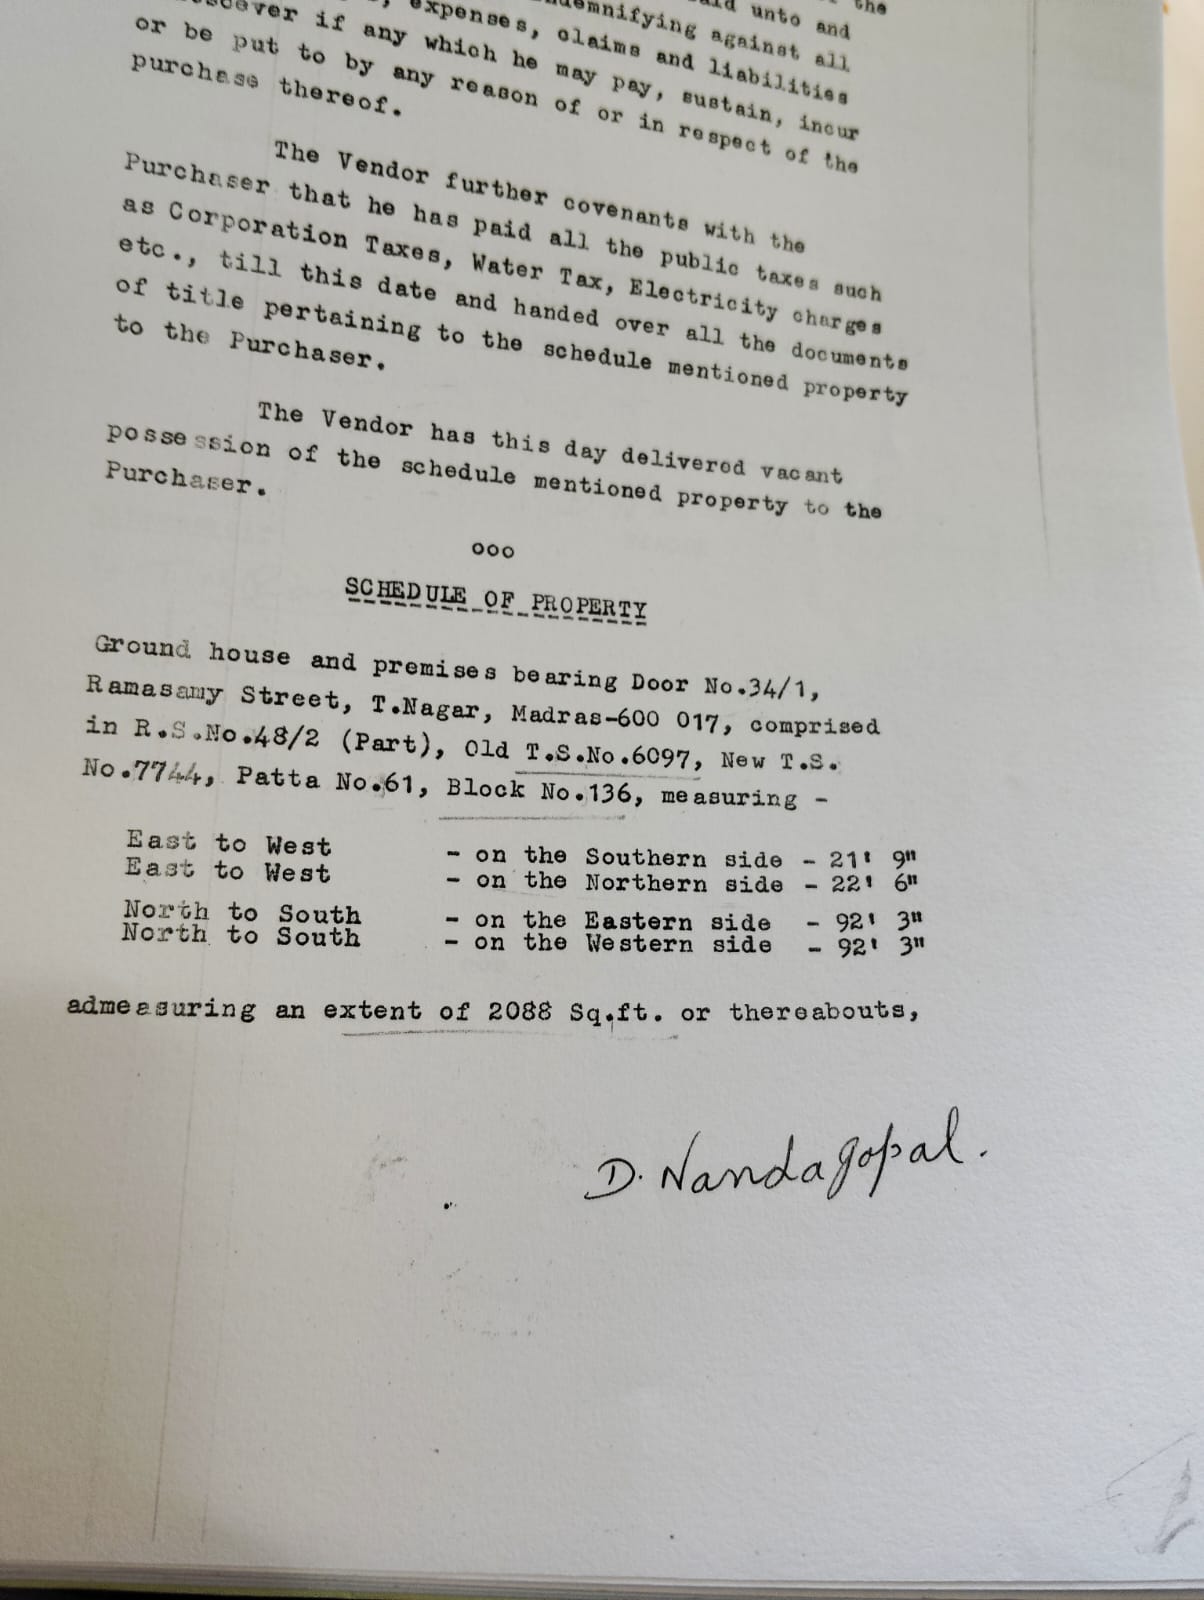 the
said unto and
expenses, indemnifying against all
if any which he claims and liabilities
or be put to by any may pay, sustain, incur
purchase thereof. reason of or in respect of the
The Vendor further covenants with the
Purchaser that he has paid all the public taxes such
as Corporation Taxes, Water Tax, Electricity charges
etc., till this date and handed over all the documents
of title pertaining to the schedule mentioned property
to the Purchaser.
The Vendor has this day delivered vacant
possession of the schedule mentioned property to the
Purchaser.
ooo
SCHEDULE OF PROPERTY
Ground house and premises bearing Door No.34/1,
Ramasamy Street, T.Nagar, Madras-600 017, comprised
in R.S.No.48/2 (Part), Old T.S.No.6097, New T.S.
No.7744, Patta No.61, Block No.136, measuring -
East to West - on the Southern side - 21' 9"
East to West - on the Northern side - 22' 6"
North to South - on the Eastern side - 92' 3"
North to South - on the Western side - 92' 3"
admeasuring an extent of 2088 Sq.ft. or thereabouts,
D. Nandagopal.